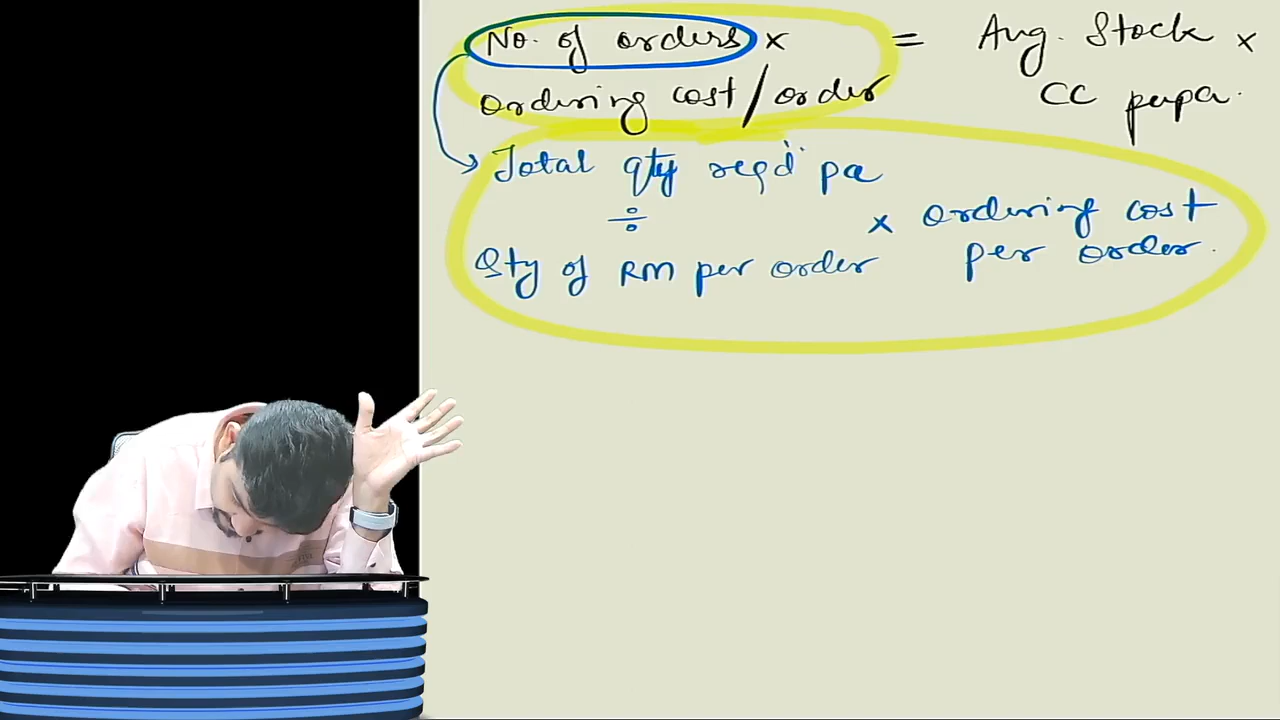 No. of orders x = Avg. Stock x
Ordering cost/order CC pupa.
Total qty reqd pa
÷ x ordering cost
Qty of RM per order per order.